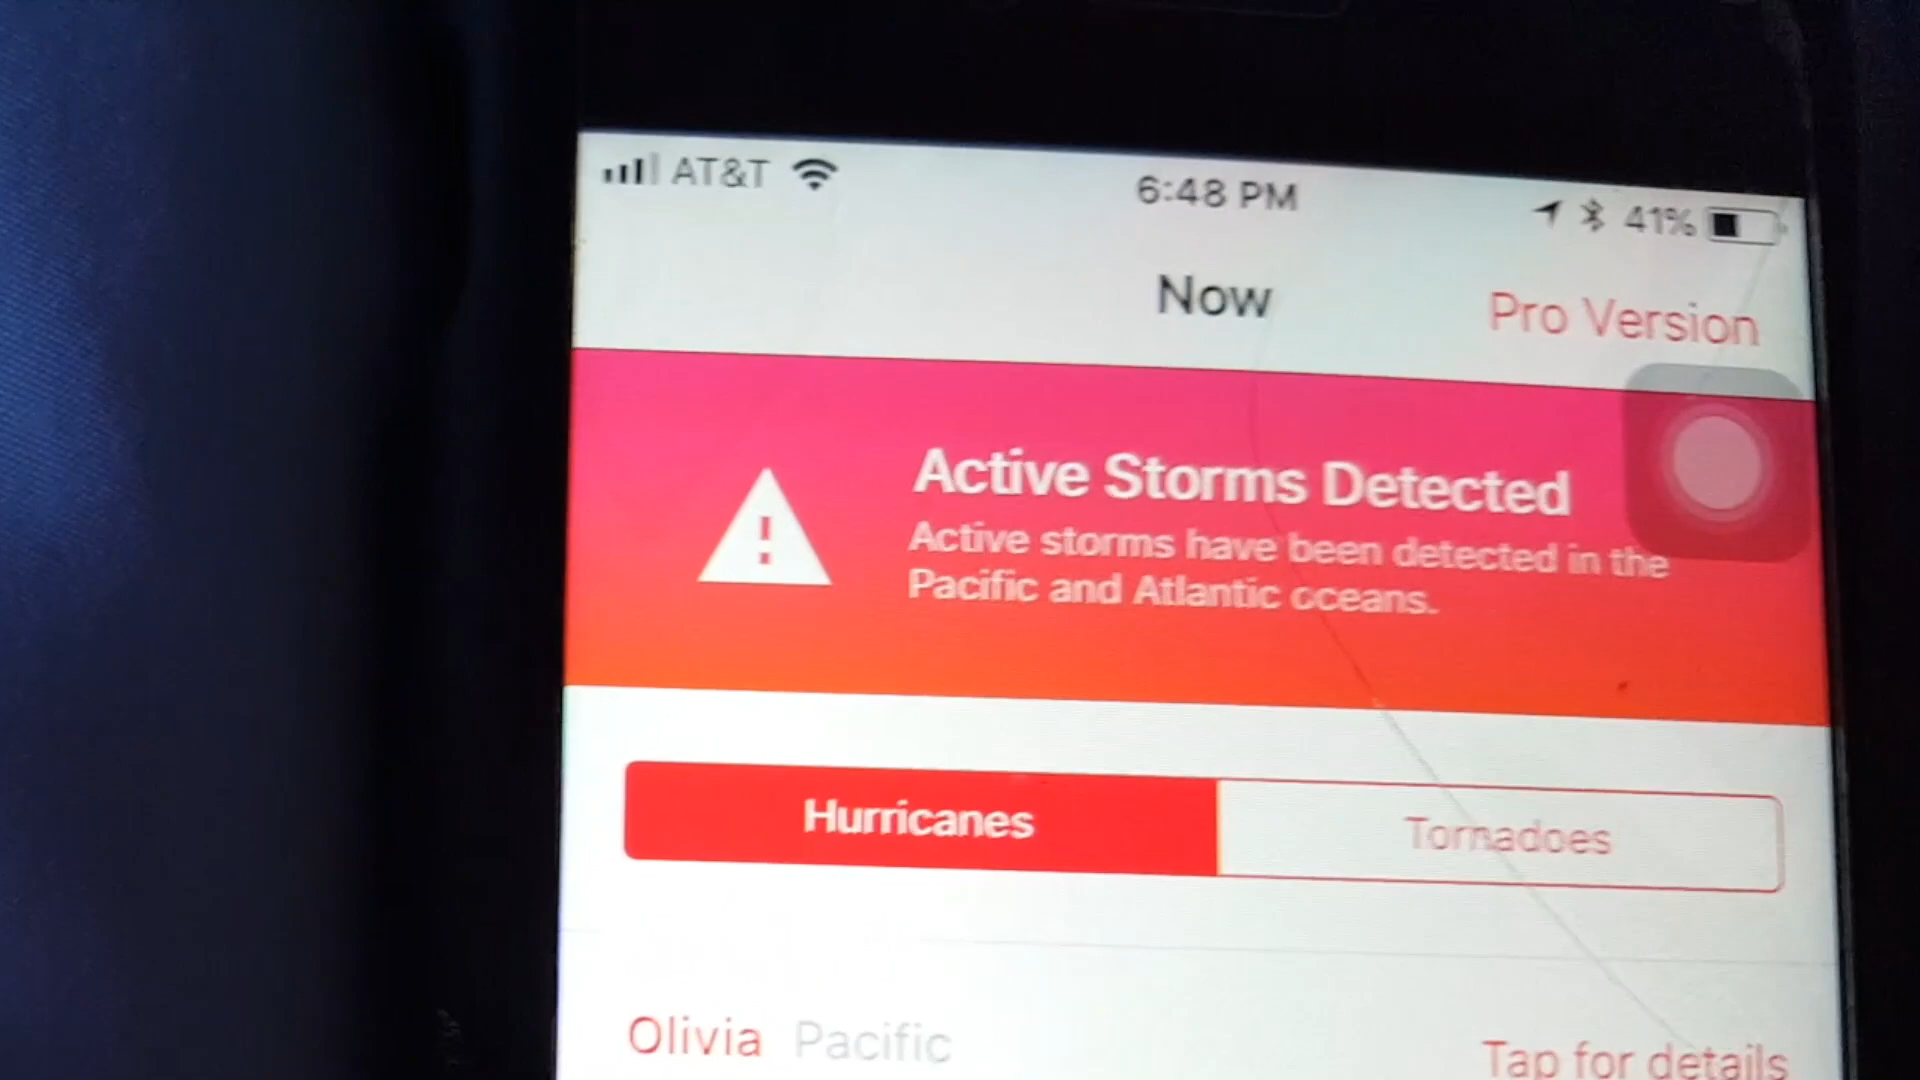 AT&T 6:48 PM 41%
Now Pro Version
Active Storms Detected
Active storms have been detected in the
Pacific and Atlantic oceans.
Hurricanes Tornadoes
Olivia Pacific Tap for details